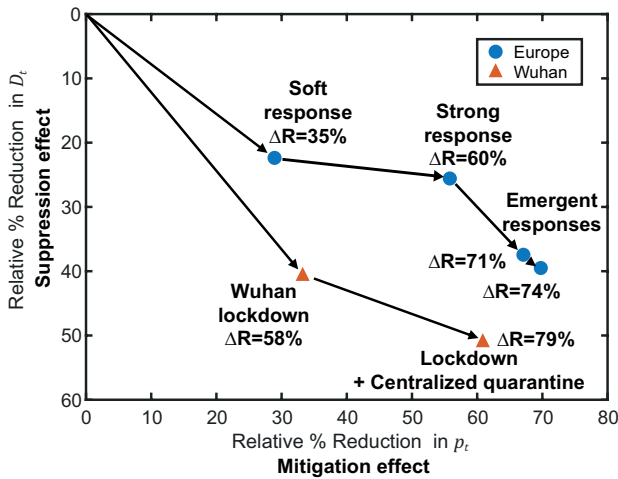 0
10
20
30
40
50
60
Relative % Reduction in Dₜ
Suppression effect
Europe
Wuhan
Soft
response
ΔR=35%
Strong
response
ΔR=60%
Emergent
responses
ΔR=71%
ΔR=74%
Wuhan
lockdown
ΔR=58%
ΔR=79%
Lockdown
+ Centralized quarantine
0 10 20 30 40 50 60 70 80
Relative % Reduction in pₜ
Mitigation effect